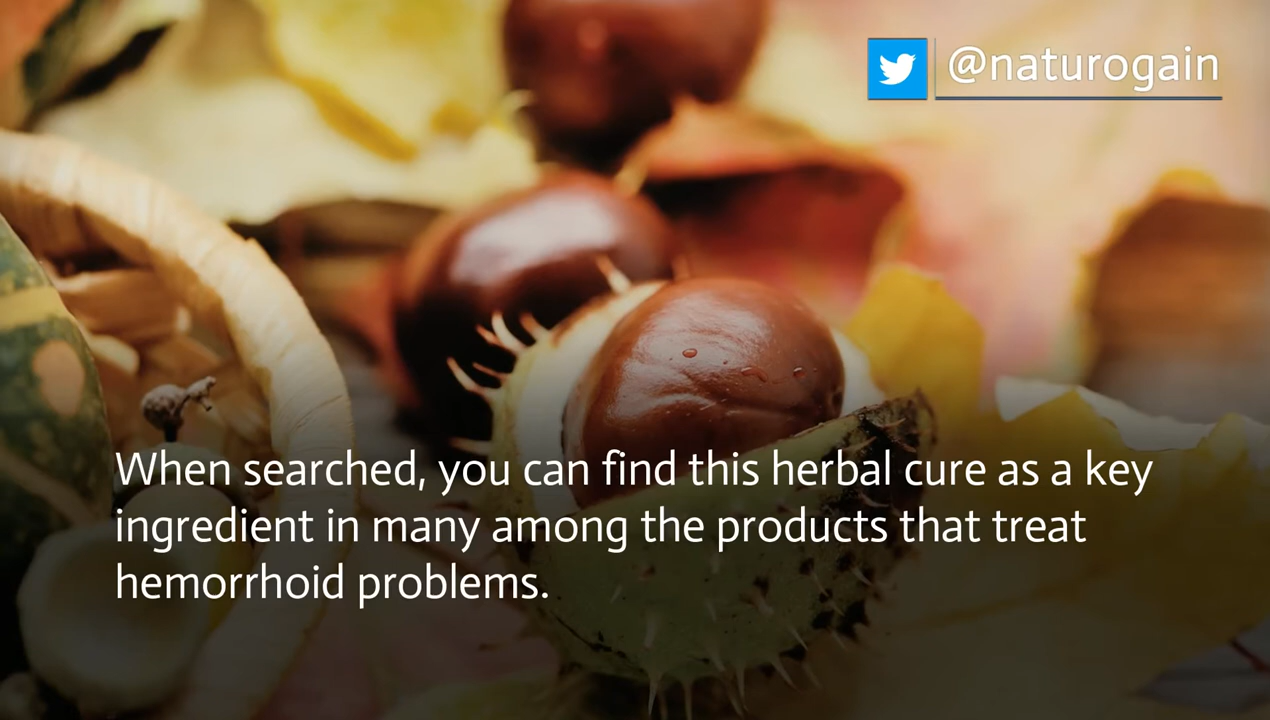 @naturogain
When searched, you can find this herbal cure as a key
ingredient in many among the products that treat
hemorrhoid problems.